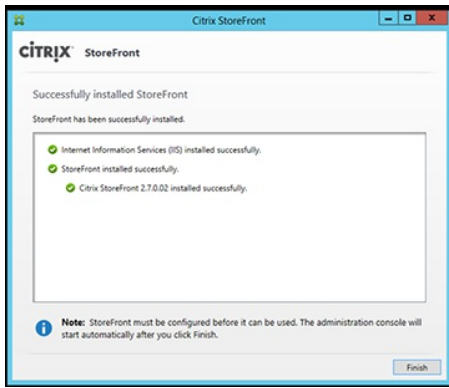 Citrix StoreFront
CİTRIX StoreFront
Successfully installed StoreFront
StoreFront has been successfully installed.
Internet Information Services (IIS) installed successfully.
StoreFront installed successfully.
Citrix StoreFront 2.7.0.02 installed successfully.
Note: StoreFront must be configured before it can be used. The administration console will
start automatically after you click Finish.
Finish